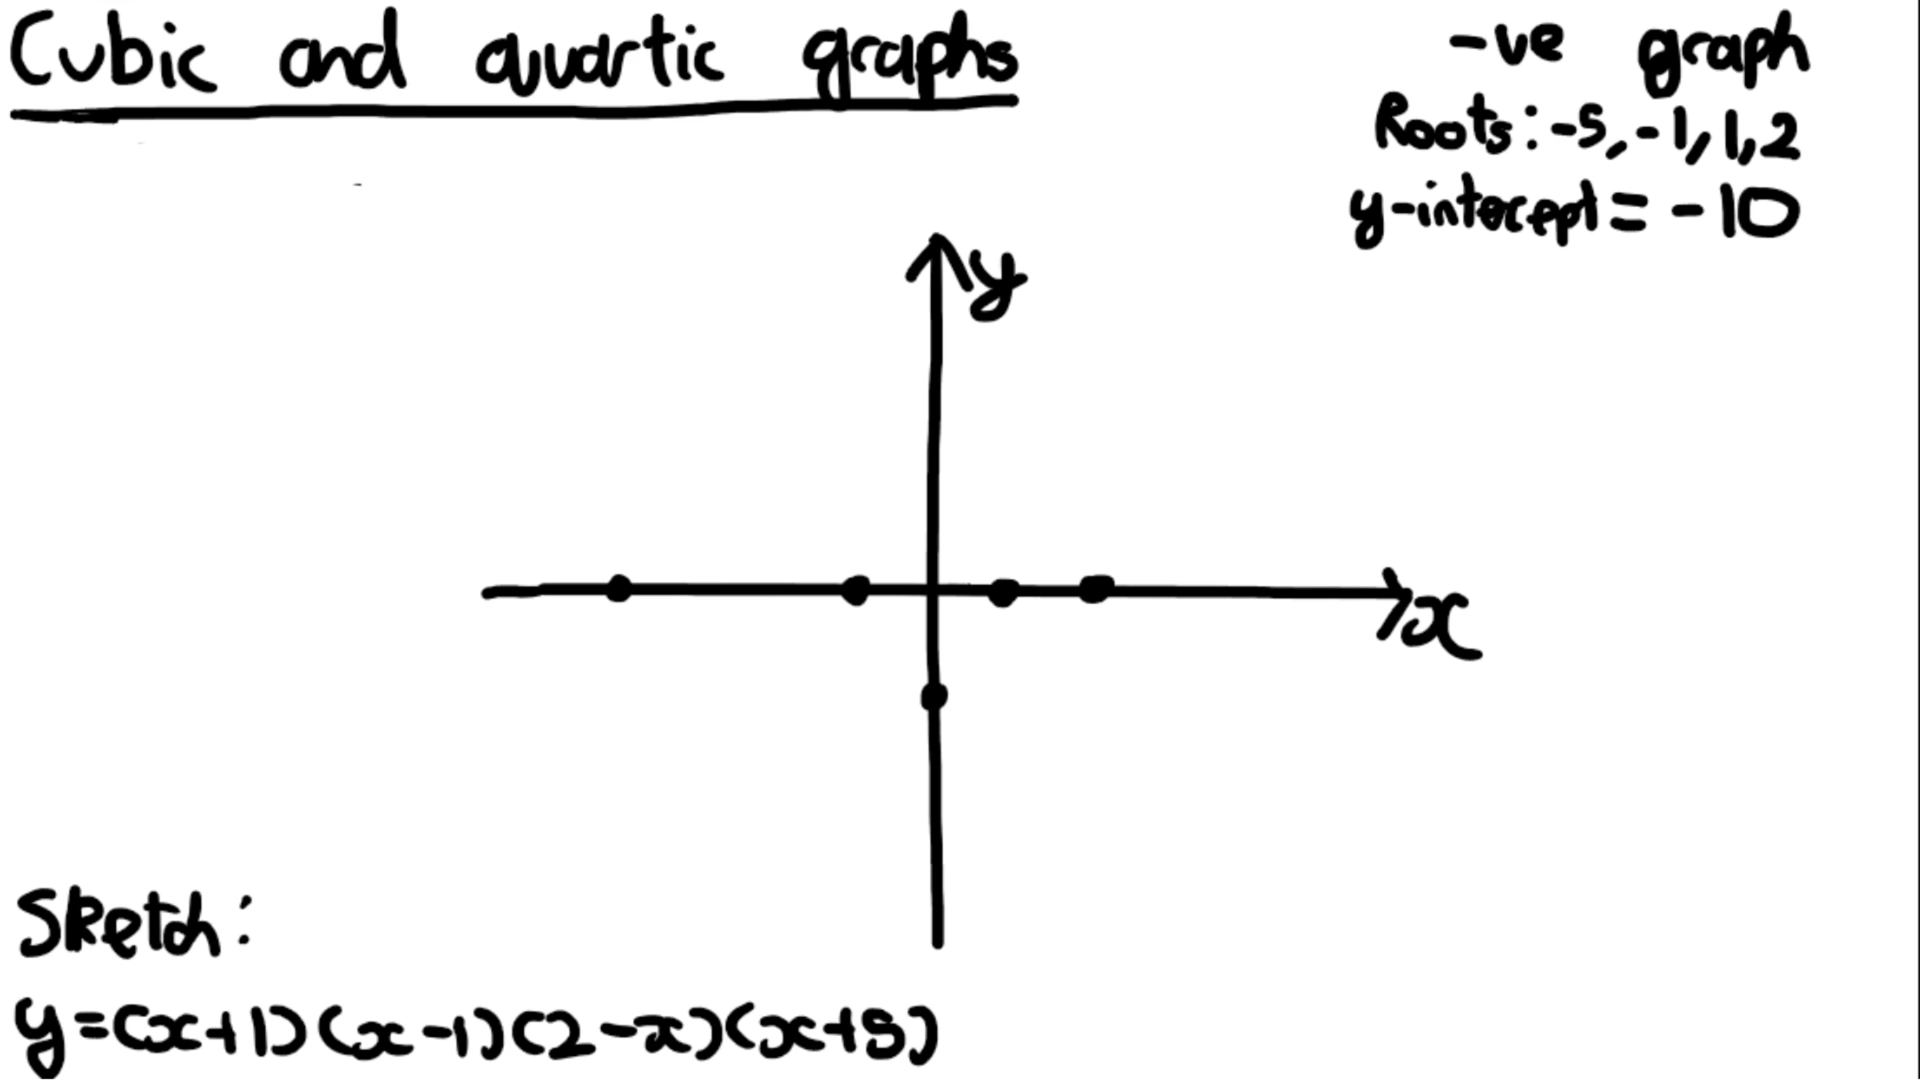 Cubic and quartic graphs
-ve graph
Roots: -5, -1, 1, 2
y-intercept = -10
y
x
Sketch:
y=(x+1)(x-1)(2-x)(x+5)